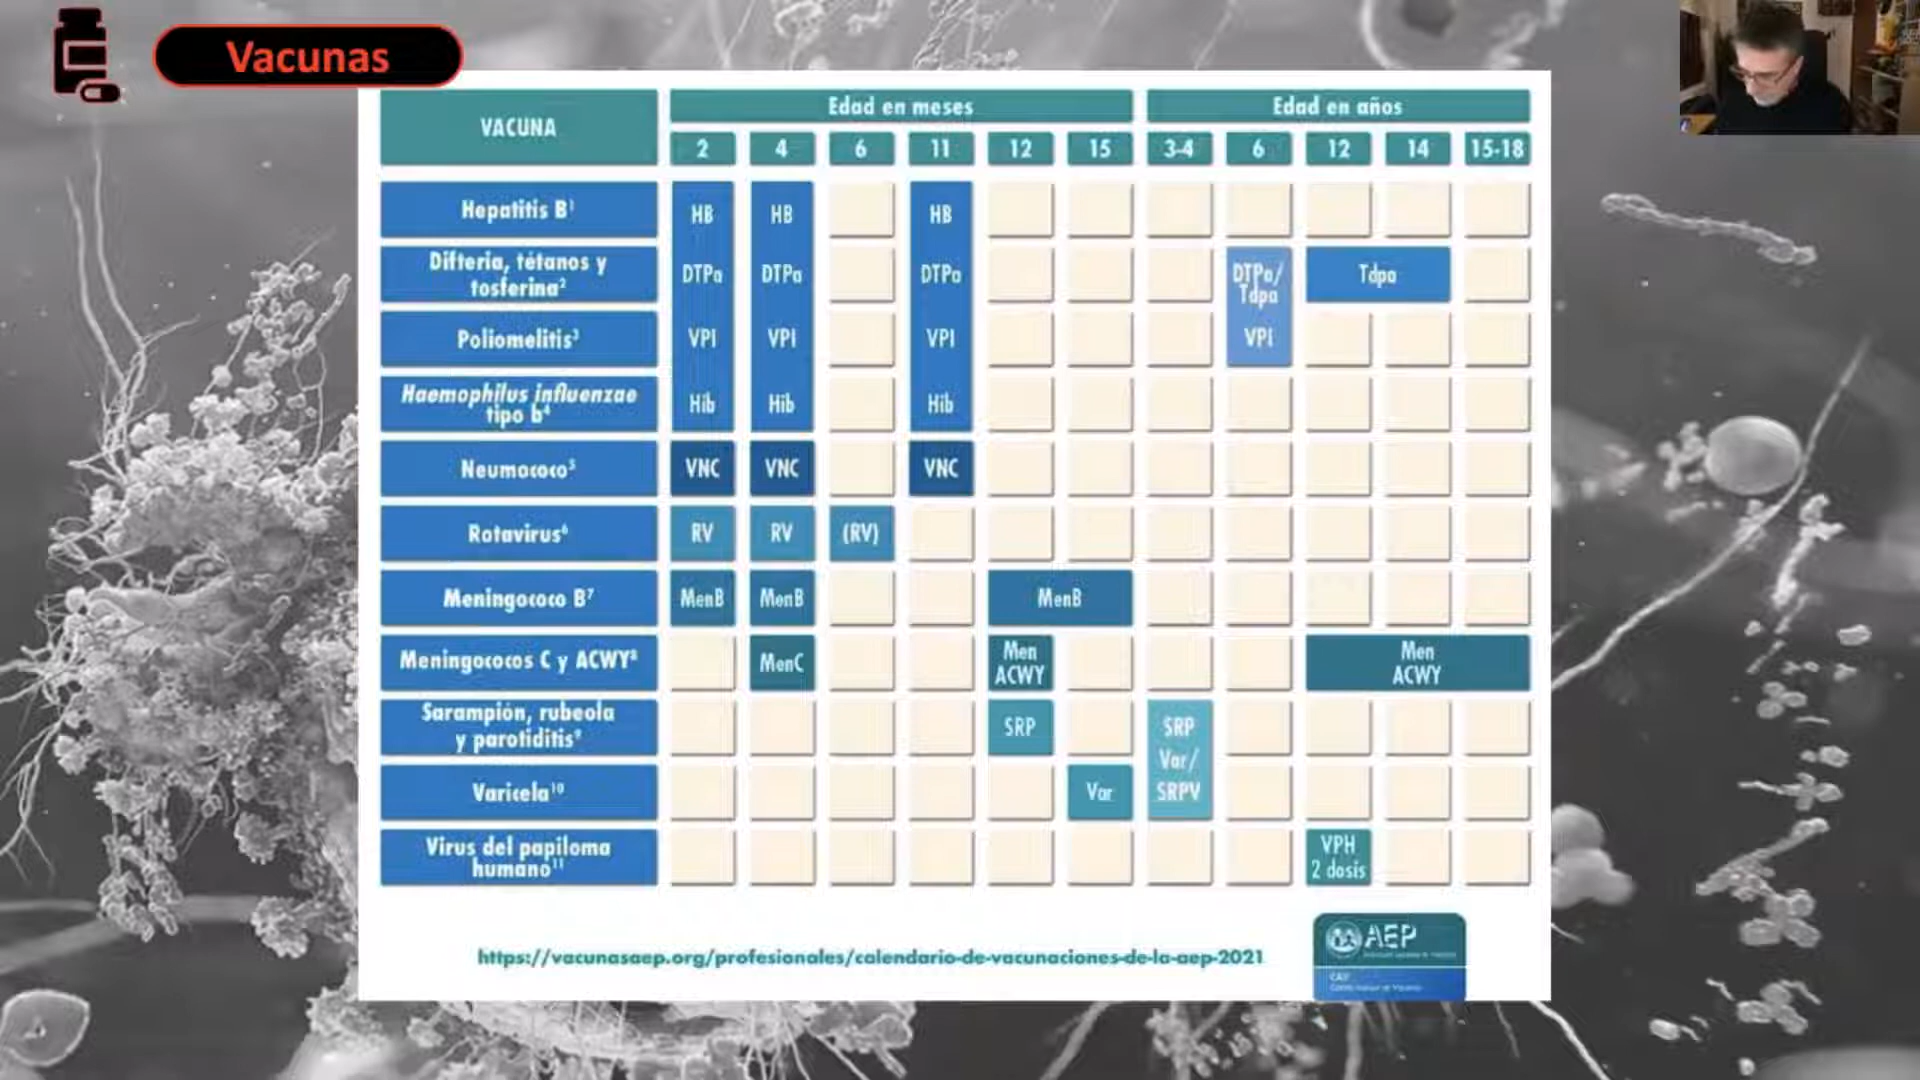 Vacunas
VACUNA
Edad en meses
Edad en años
2 4 6 11 12 15 3-4 6 12 14 15-18
Hepatitis B¹ HB HB HB
Difteria, tétanos y
tosferina² DTPa DTPa DTPa DTPa/
Tdpa Tdpa
Poliomelitis³ VPI VPI VPI VPI
Haemophilus influenzae
tipo b⁴ Hib Hib Hib
Neumococo⁵ VNC VNC VNC
Rotavirus⁶ RV RV (RV)
Meningococo B⁷ MenB MenB MenB
Meningococos C y ACWY⁸ MenC Men
ACWY Men
ACWY
Sarampión, rubeola
y parotiditis⁹ SRP SRP
Var/
Varicela¹⁰ Var SRPV
Virus del papiloma
humano¹¹ VPH
2 dosis
https://vacunasaep.org/profesionales/calendario-de-vacunaciones-de-la-aep-2021
AEP
CAV